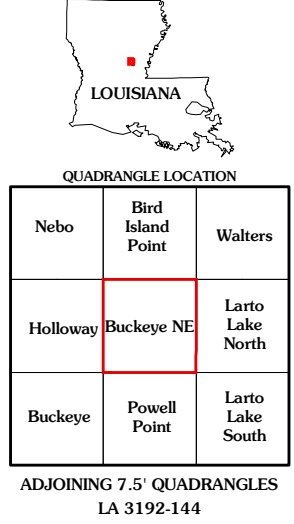 LOUISIANA
QUADRANGLE LOCATION
Nebo
Bird
Island
Point
Walters
Holloway
Buckeye NE
Larto
Lake
North
Buckeye
Powell
Point
Larto
Lake
South
ADJOINING 7.5' QUADRANGLES
LA 3192-144